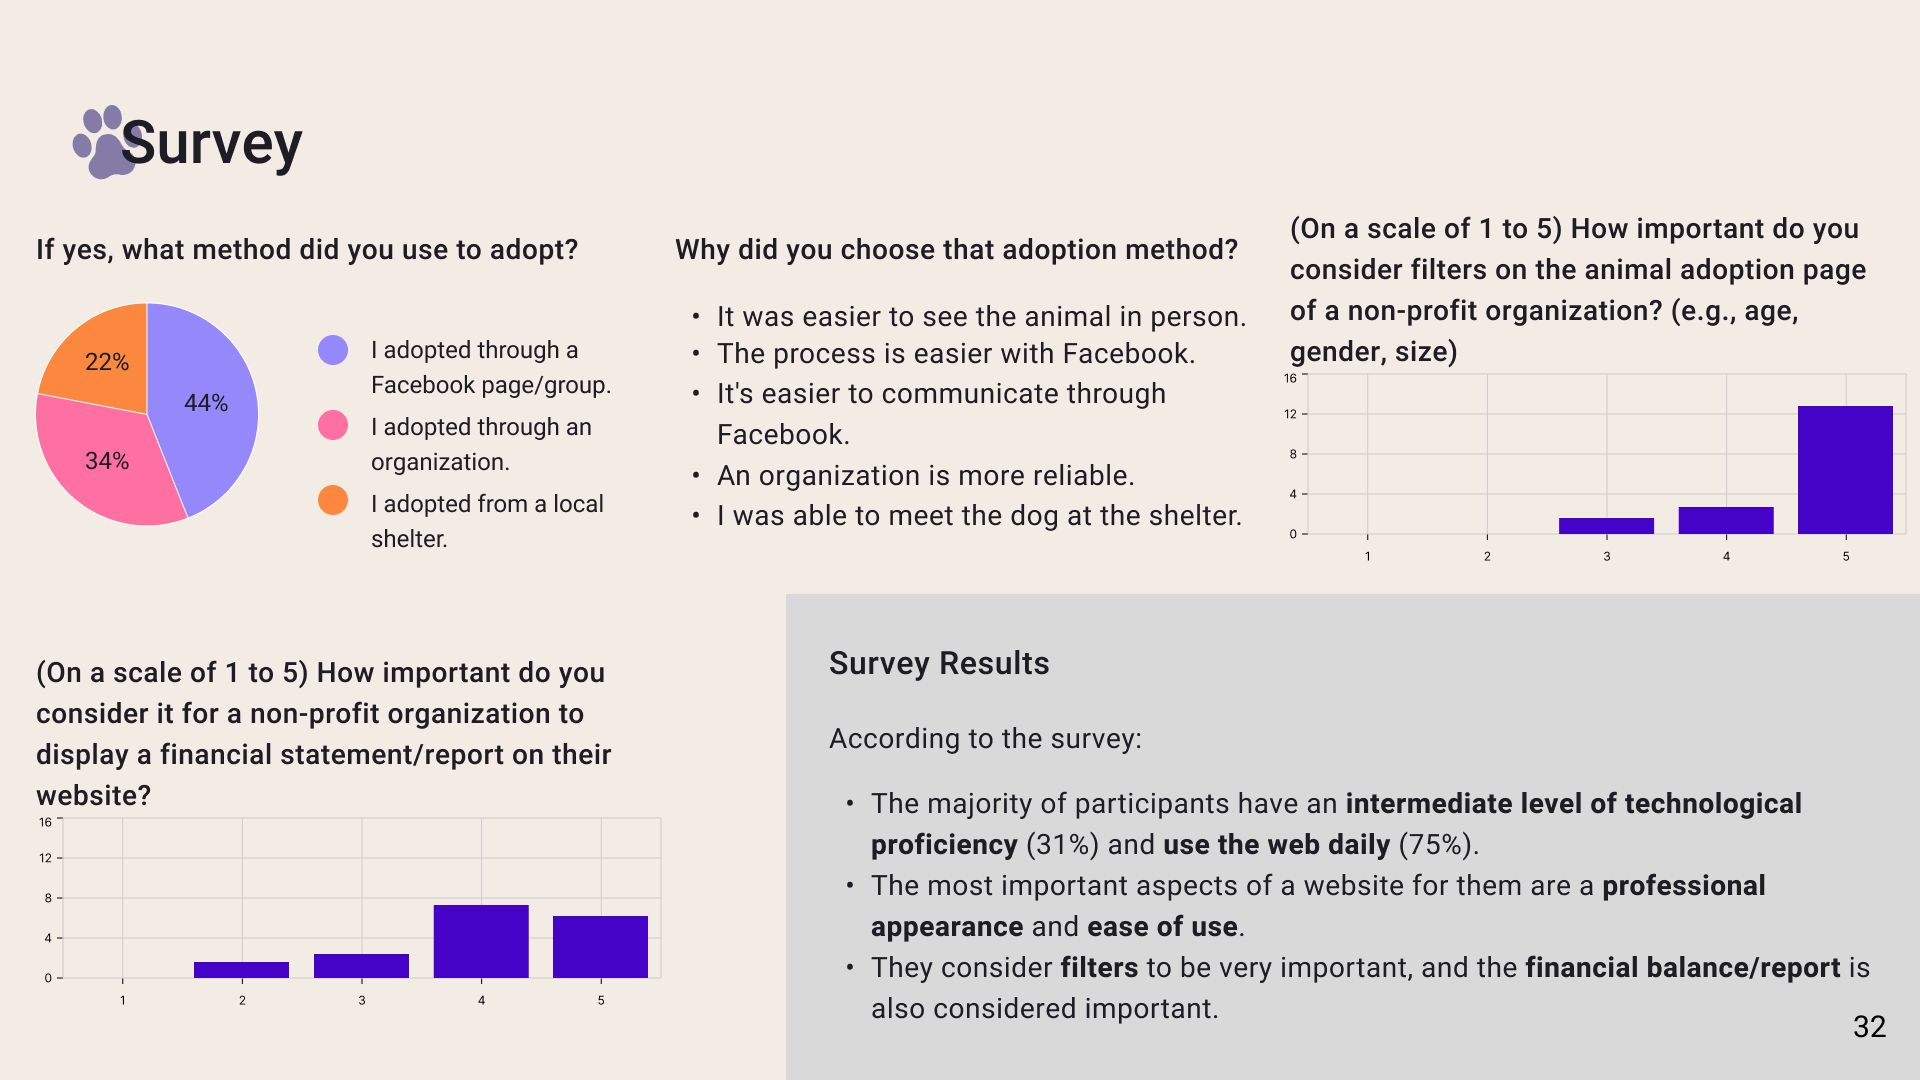 Survey
If yes, what method did you use to adopt?
22%
44%
34%
I adopted through a
Facebook page/group.
I adopted through an
organization.
I adopted from a local
shelter.
Why did you choose that adoption method?
• It was easier to see the animal in person.
• The process is easier with Facebook.
• It's easier to communicate through
Facebook.
• An organization is more reliable.
• I was able to meet the dog at the shelter.
(On a scale of 1 to 5) How important do you
consider filters on the animal adoption page
of a non-profit organization? (e.g., age,
gender, size)
16
12
8
4
0
1 2 3 4 5
(On a scale of 1 to 5) How important do you
consider it for a non-profit organization to
display a financial statement/report on their
website?
16
12
8
4
0
1 2 3 4 5
Survey Results
According to the survey:
• The majority of participants have an intermediate level of technological
proficiency (31%) and use the web daily (75%).
• The most important aspects of a website for them are a professional
appearance and ease of use.
• They consider filters to be very important, and the financial balance/report is
also considered important.
32